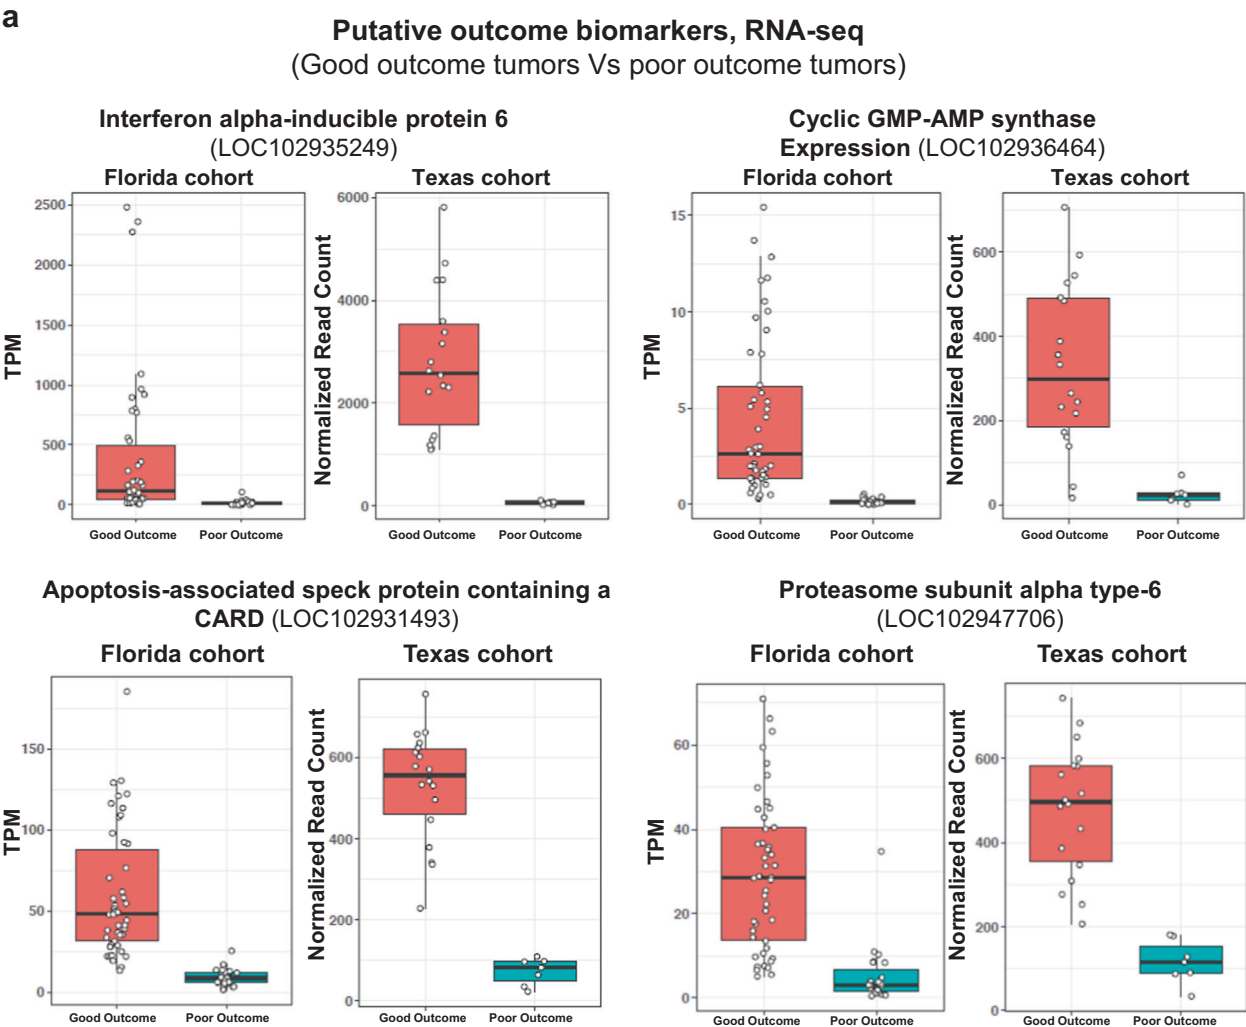 a
Putative outcome biomarkers, RNA-seq
(Good outcome tumors Vs poor outcome tumors)
Interferon alpha-inducible protein 6
(LOC102935249)
Florida cohort
Texas cohort
TPM
2500
2000
1500
1000
500
0
Good Outcome
Poor Outcome
Normalized Read Count
6000
4000
2000
0
Good Outcome
Poor Outcome
Cyclic GMP-AMP synthase
Expression (LOC102936464)
Florida cohort
Texas cohort
TPM
15
10
5
0
Good Outcome
Poor Outcome
Normalized Read Count
600
400
200
0
Good Outcome
Poor Outcome
Apoptosis-associated speck protein containing a
CARD (LOC102931493)
Florida cohort
Texas cohort
TPM
150
100
50
0
Good Outcome
Poor Outcome
Normalized Read Count
600
400
200
0
Good Outcome
Poor Outcome
Proteasome subunit alpha type-6
(LOC102947706)
Florida cohort
Texas cohort
TPM
60
40
20
0
Good Outcome
Poor Outcome
Normalized Read Count
600
400
200
0
Good Outcome
Poor Outcome